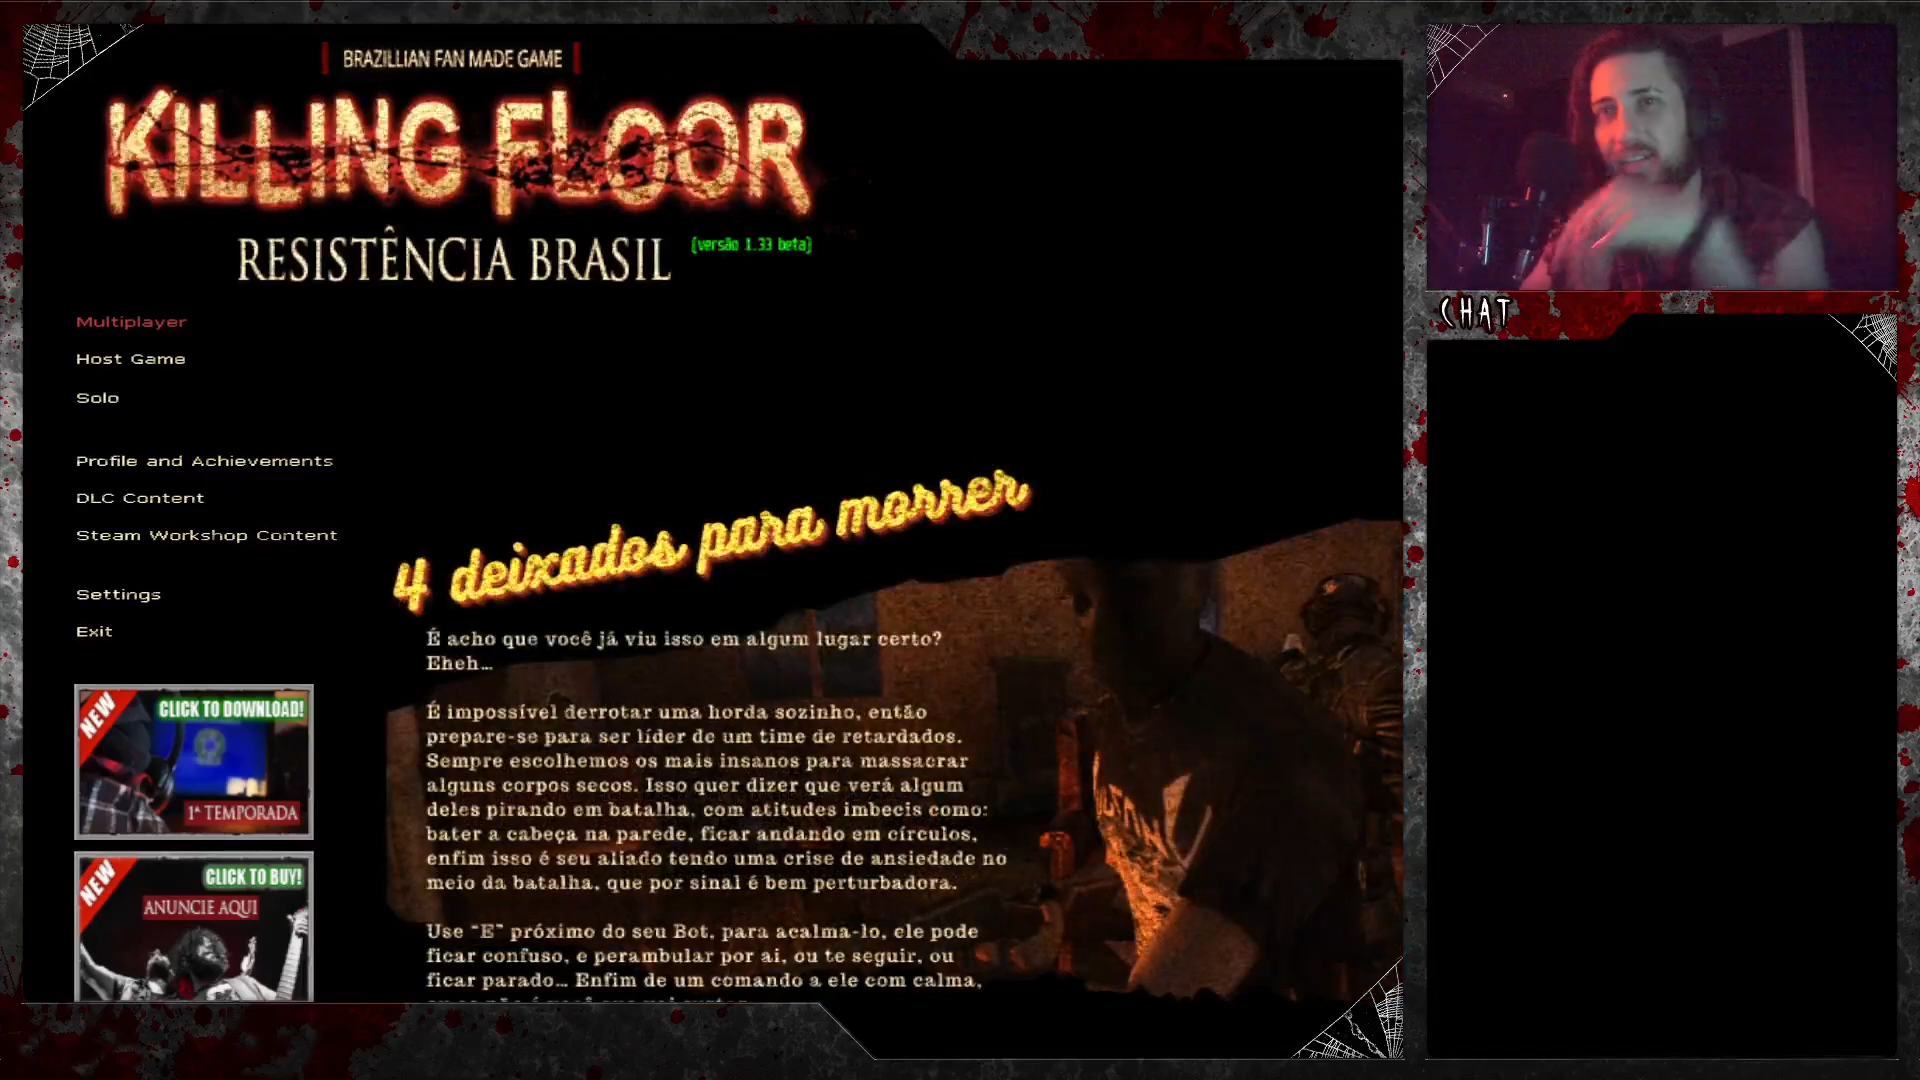 BRAZILLIAN FAN MADE GAME
KILLING FLOOR
RESISTÊNCIA BRASIL
(versão 1.33 beta)
Multiplayer
Host Game
Solo
Profile and Achievements
DLC Content
Steam Workshop Content
Settings
Exit
NEW
CLICK TO DOWNLOAD!
1ª TEMPORADA
NEW
CLICK TO BUY!
ANUNCIE AQUI
4 deixados para morrer
É acho que você já viu isso em algum lugar certo?
Eheh...
É impossível derrotar uma horda sozinho, então
prepare-se para ser líder de um time de retardados.
Sempre escolhemos os mais insanos para massacrar
alguns corpos secos. Isso quer dizer que verá algum
deles pirando em batalha, com atitudes imbecis como:
bater a cabeça na parede, ficar andando em círculos,
enfim isso é seu aliado tendo uma crise de ansiedade no
meio da batalha, que por sinal é bem perturbadora.
Use "E" próximo do seu Bot, para acalma-lo, ele pode
ficar confuso, e perambular por ai, ou te seguir, ou
ficar parado... Enfim de um comando a ele com calma,
CHAT